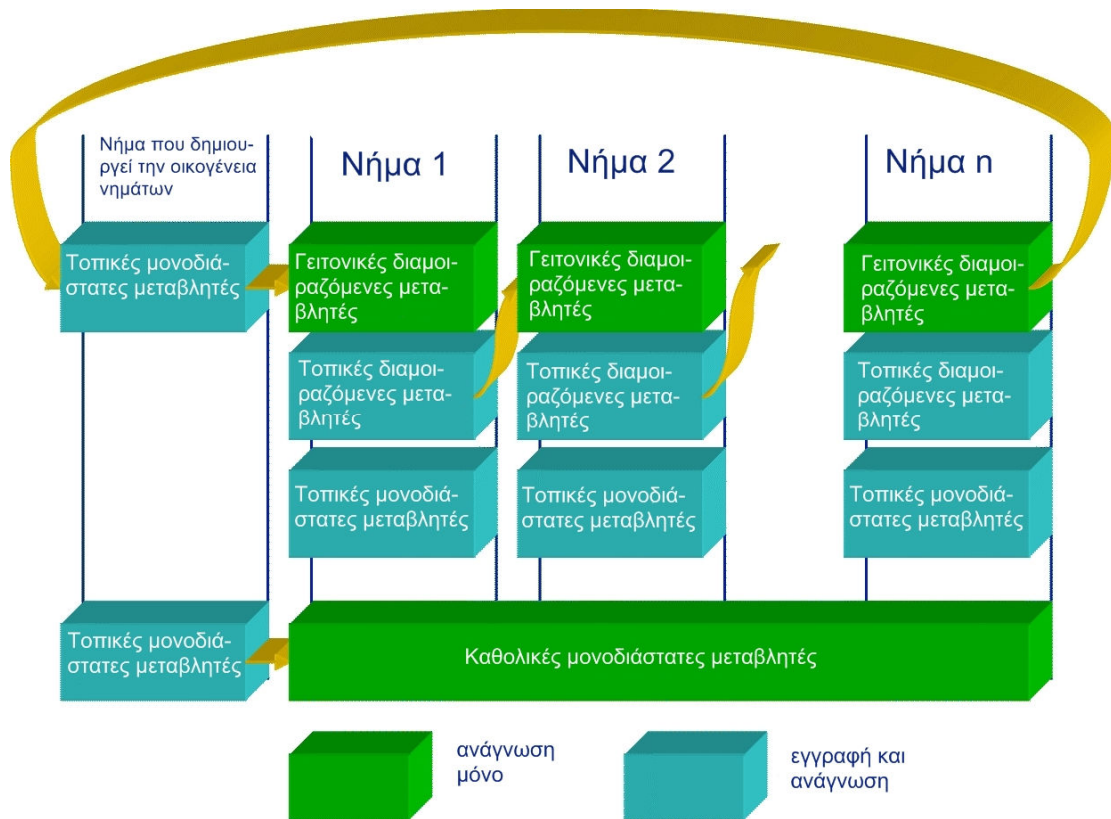 Νήμα που δημιου-
ργεί την οικογένεια
νημάτων
Νήμα 1
Νήμα 2
Νήμα n
Τοπικές μονοδιά-
στατες μεταβλητές
Γειτονικές διαμοι-
ραζόμενες μετα-
βλητές
Γειτονικές διαμοι-
ραζόμενες μετα-
βλητές
Γειτονικές διαμοι-
ραζόμενες μετα-
βλητές
Τοπικές διαμοι-
ραζόμενες μετα-
βλητές
Τοπικές διαμοι-
ραζόμενες μετα-
βλητές
Τοπικές διαμοι-
ραζόμενες μετα-
βλητές
Τοπικές μονοδιά-
στατες μεταβλητές
Τοπικές μονοδιά-
στατες μεταβλητές
Τοπικές μονοδιά-
στατες μεταβλητές
Τοπικές μονοδιά-
στατες μεταβλητές
Καθολικές μονοδιάστατες μεταβλητές
ανάγνωση
μόνο
εγγραφή και
ανάγνωση